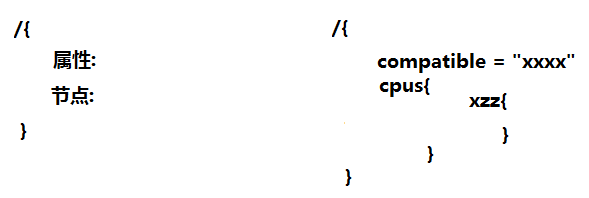 /{
属性:
节点:
}
/{
compatible = "xxxx"
cpus{
xzz{
}
}
}